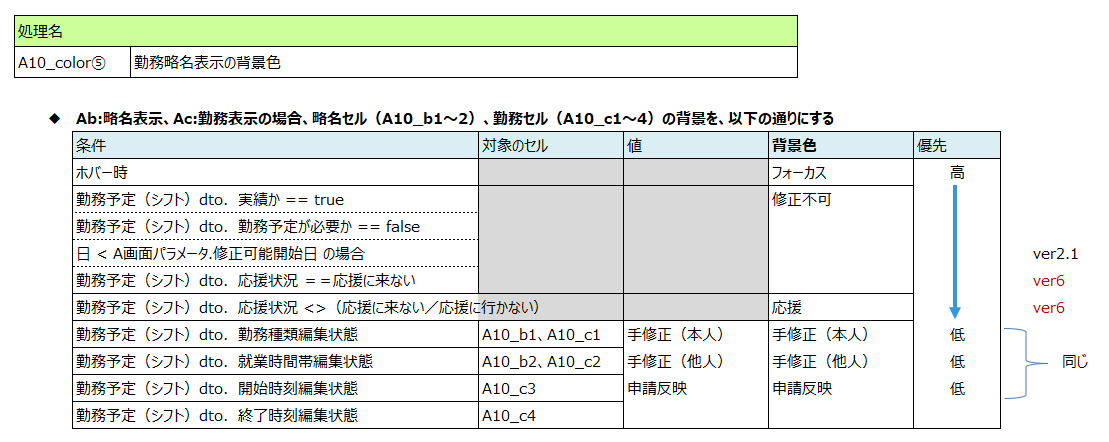 処理名
A10_color⑤ 勤務略名表示の背景色
◆ Ab:略名表示、Ac:勤務表示の場合、略名セル（A10_b1～2）、勤務セル（A10_c1～4）の背景を、以下の通りにする
条件 対象のセル 値 背景色 優先
ホバー時 フォーカス 高
勤務予定（シフト）dto．実績か == true 修正不可
勤務予定（シフト）dto．勤務予定が必要か == false
日 < A画面パラメータ.修正可能開始日 の場合 ver2.1
勤務予定（シフト）dto．応援状況 ＝＝応援に来ない ver6
勤務予定（シフト）dto．応援状況 <>（応援に来ない／応援に行かない） 応援 ver6
勤務予定（シフト）dto．勤務種類編集状態 A10_b1、A10_c1 手修正（本人） 手修正（本人） 低
勤務予定（シフト）dto．就業時間帯編集状態 A10_b2、A10_c2 手修正（他人） 手修正（他人） 低 同じ
勤務予定（シフト）dto．開始時刻編集状態 A10_c3 申請反映 申請反映 低
勤務予定（シフト）dto．終了時刻編集状態 A10_c4